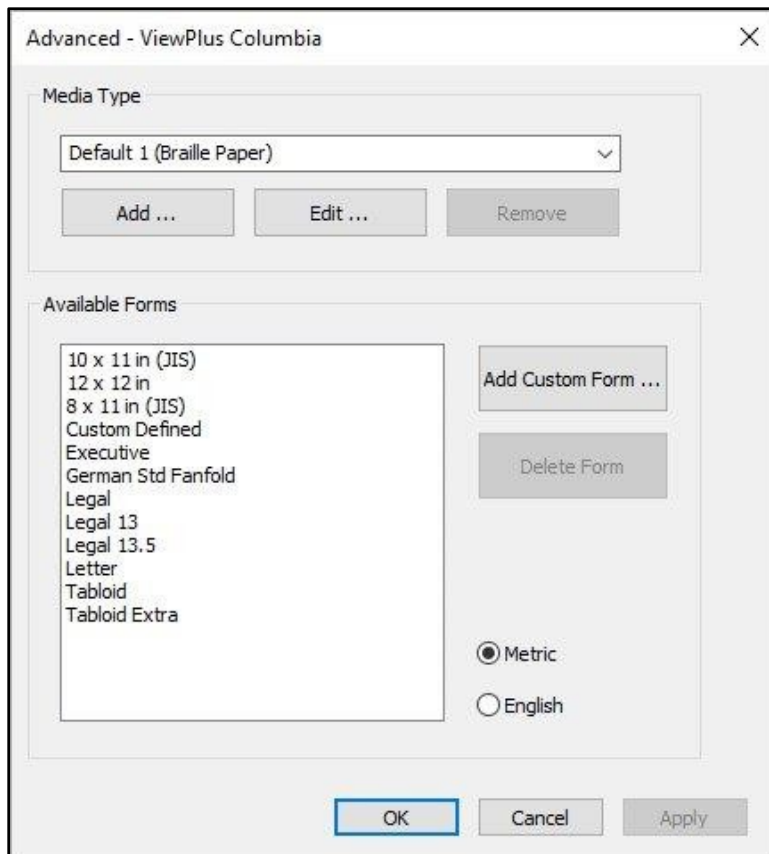 Advanced - ViewPlus Columbia
Media Type
Default 1 (Braille Paper)
Add ...
Edit ...
Remove
Available Forms
10 x 11 in (JIS)
12 x 12 in
8 x 11 in (JIS)
Custom Defined
Executive
German Std Fanfold
Legal
Legal 13
Legal 13.5
Letter
Tabloid
Tabloid Extra
Add Custom Form ...
Delete Form
Metric
English
OK
Cancel
Apply